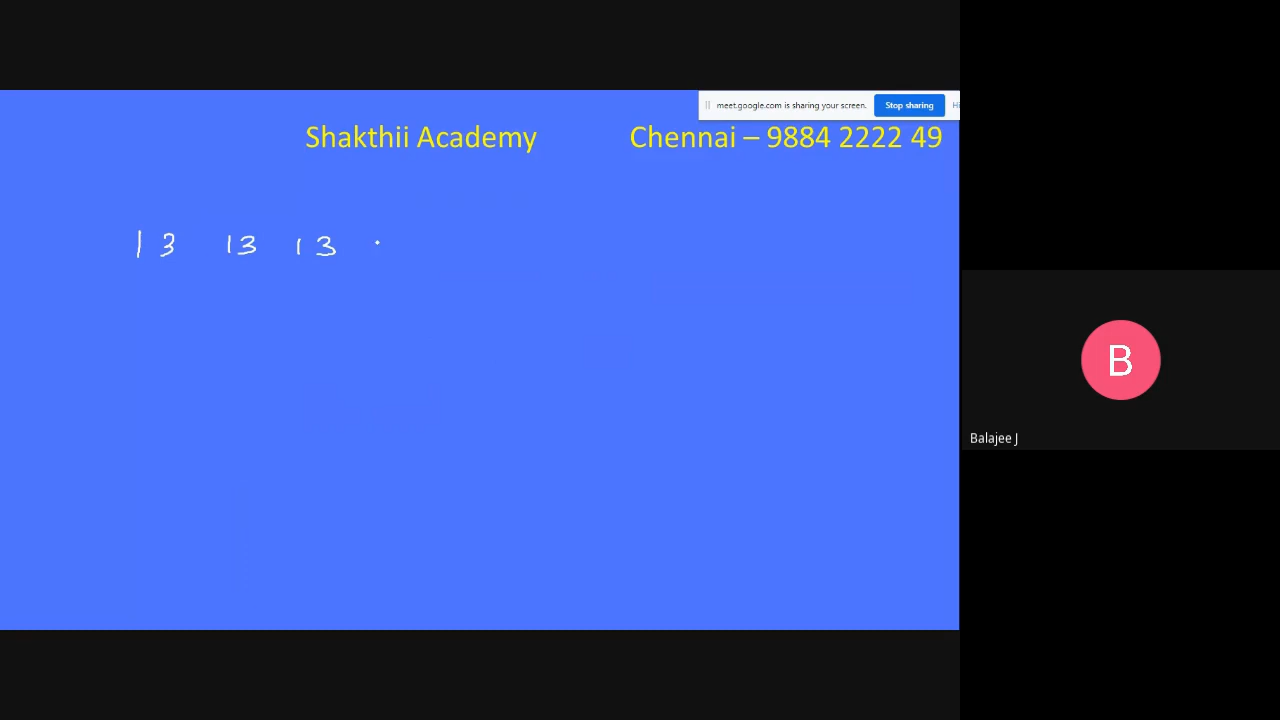 meet.google.com is sharing your screen. Stop sharing Hi
Shakthii Academy Chennai – 9884 2222 49
13 13 13
B
Balajee J